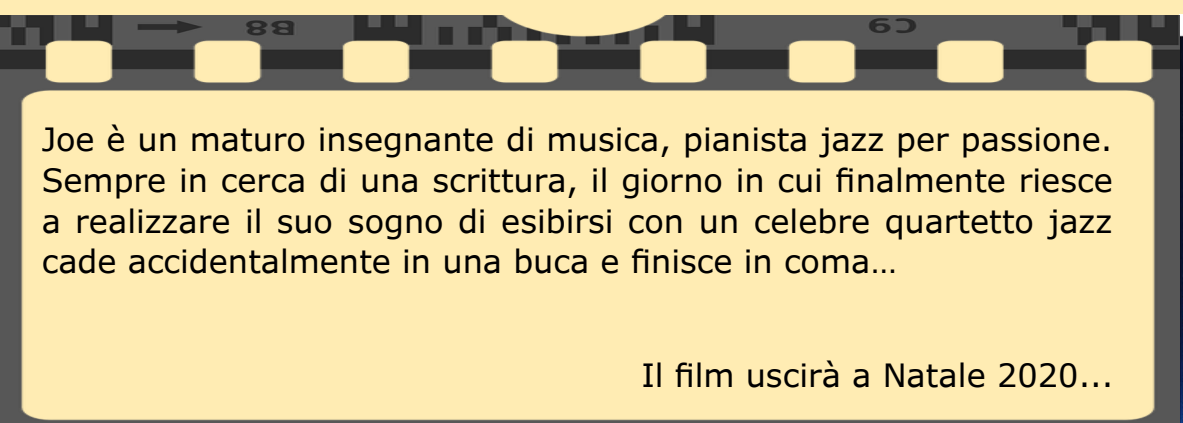 B8
C9
Joe è un maturo insegnante di musica, pianista jazz per passione.
Sempre in cerca di una scrittura, il giorno in cui finalmente riesce
a realizzare il suo sogno di esibirsi con un celebre quartetto jazz
cade accidentalmente in una buca e finisce in coma…
Il film uscirà a Natale 2020...